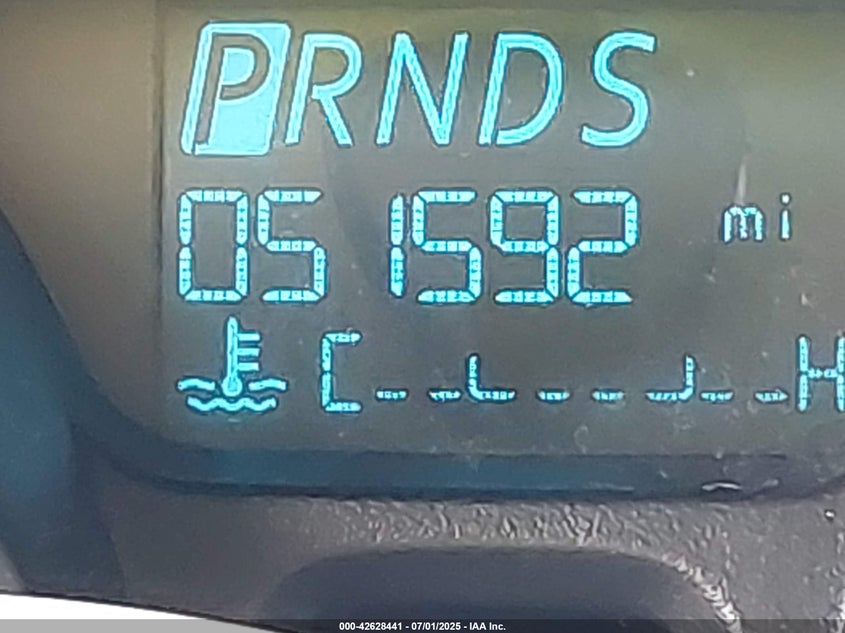 PRNDS
051592 mi
C H
000-42628441 - 07/01/2025 - IAA Inc.